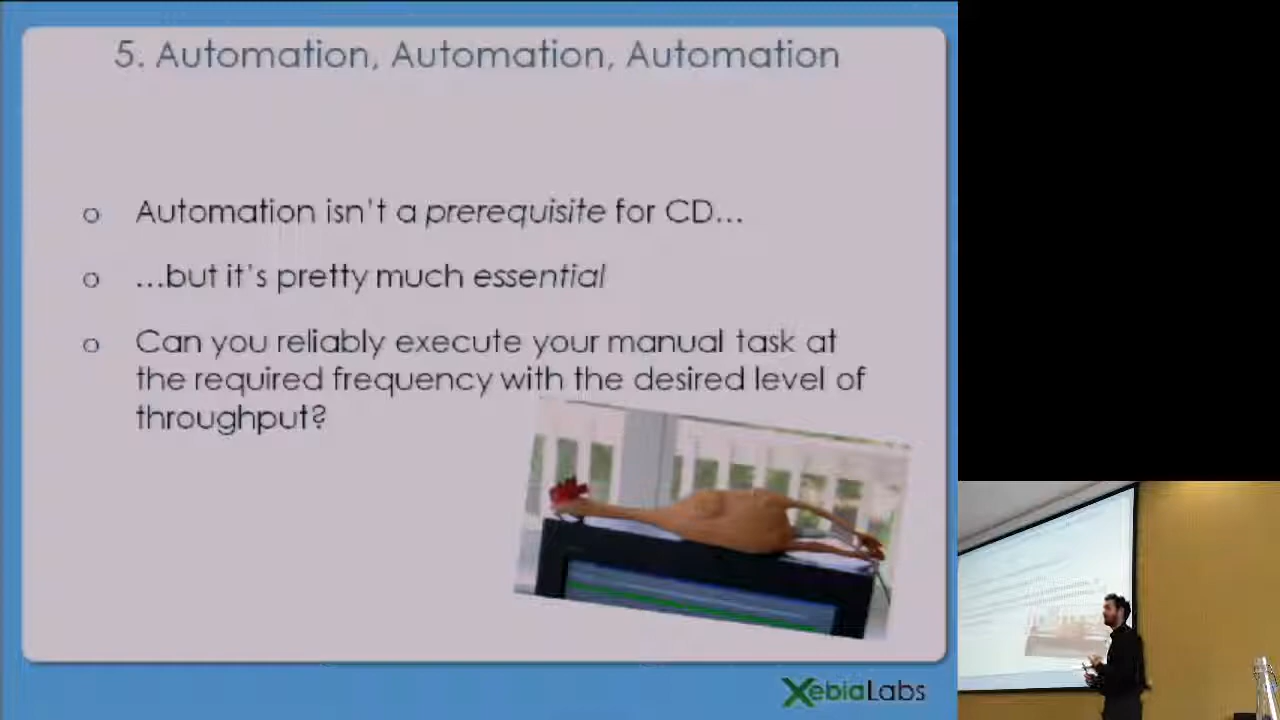 5. Automation, Automation, Automation
o Automation isn't a prerequisite for CD...
o ...but it's pretty much essential
o Can you reliably execute your manual task at
the required frequency with the desired level of
throughput?
XebiaLabs